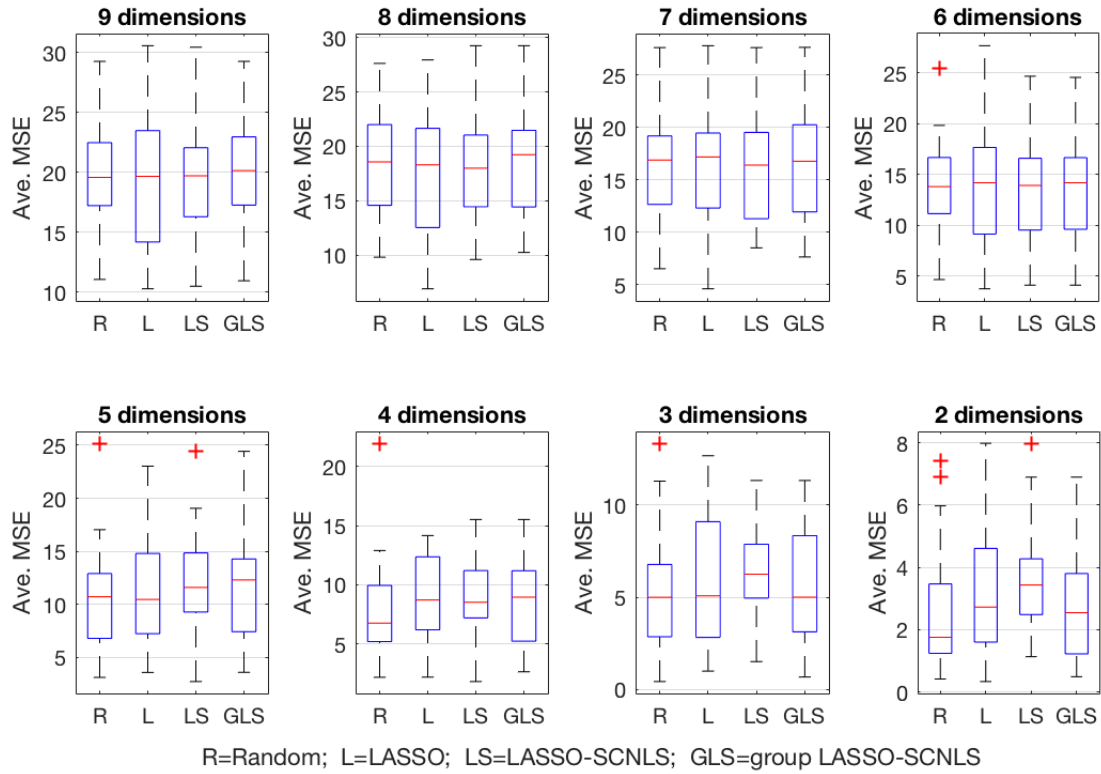 9 dimensions
Ave. MSE
30
25
20
15
10
R L LS GLS
8 dimensions
Ave. MSE
30
25
20
15
10
R L LS GLS
7 dimensions
Ave. MSE
25
20
15
10
5
R L LS GLS
6 dimensions
Ave. MSE
25
20
15
10
5
R L LS GLS
5 dimensions
Ave. MSE
25
20
15
10
5
R L LS GLS
4 dimensions
Ave. MSE
20
15
10
5
R L LS GLS
3 dimensions
Ave. MSE
10
5
0
R L LS GLS
2 dimensions
Ave. MSE
8
6
4
2
0
R L LS GLS
R=Random; L=LASSO; LS=LASSO-SCNLS; GLS=group LASSO-SCNLS